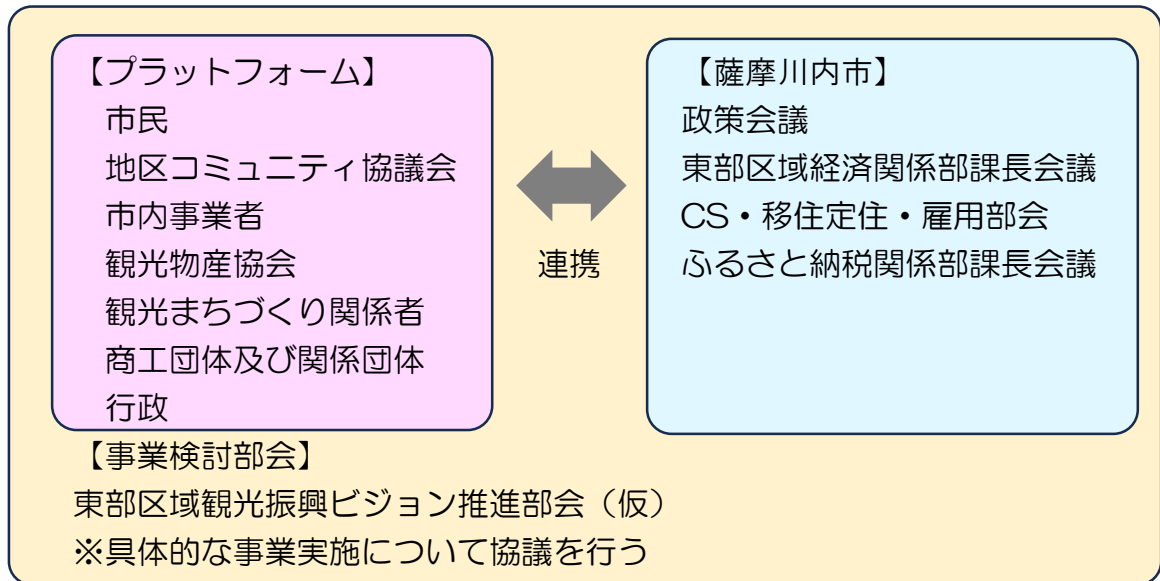 【プラットフォーム】
市民
地区コミュニティ協議会
市内事業者
観光物産協会
観光まちづくり関係者
商工団体及び関係団体
行政
連携
【薩摩川内市】
政策会議
東部区域経済関係部課長会議
CS・移住定住・雇用部会
ふるさと納税関係部課長会議
【事業検討部会】
東部区域観光振興ビジョン推進部会（仮）
※具体的な事業実施について協議を行う